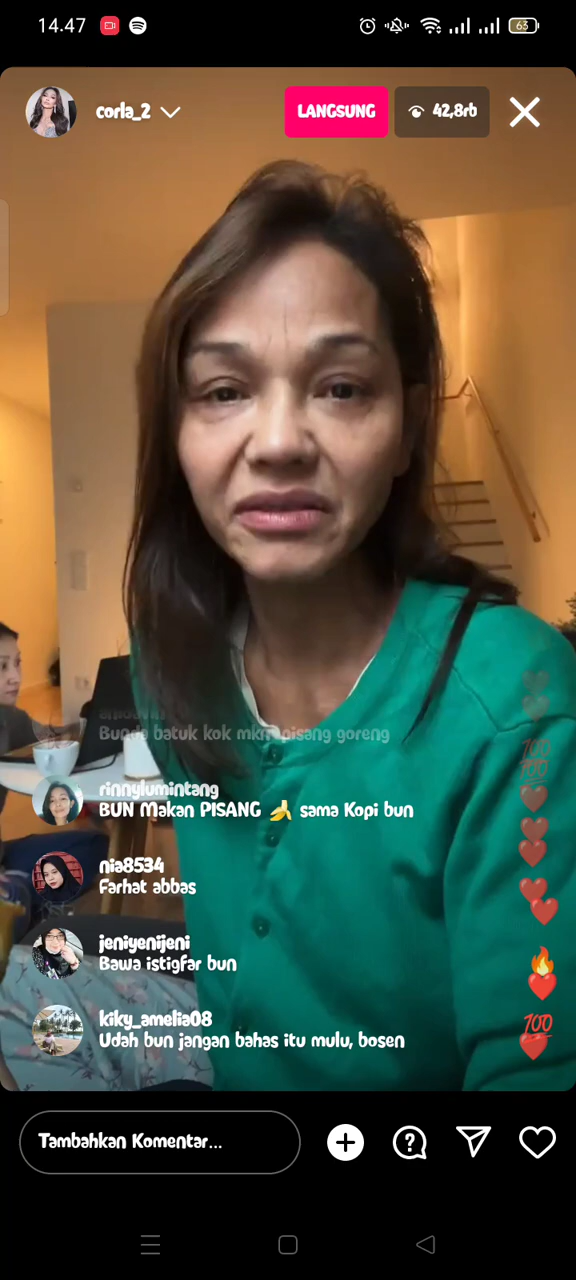 14.47
63
corla_2
LANGSUNG
42,8rb
Bunda batuk kok mkn pisang goreng
rinnylumintang
BUN Makan PISANG 🍌 sama Kopi bun
nia8534
Farhat abbas
jeniyenijeni
Bawa istigfar bun
kiky_amelia08
Udah bun jangan bahas itu mulu, bosen
100
100
100
Tambahkan Komentar...